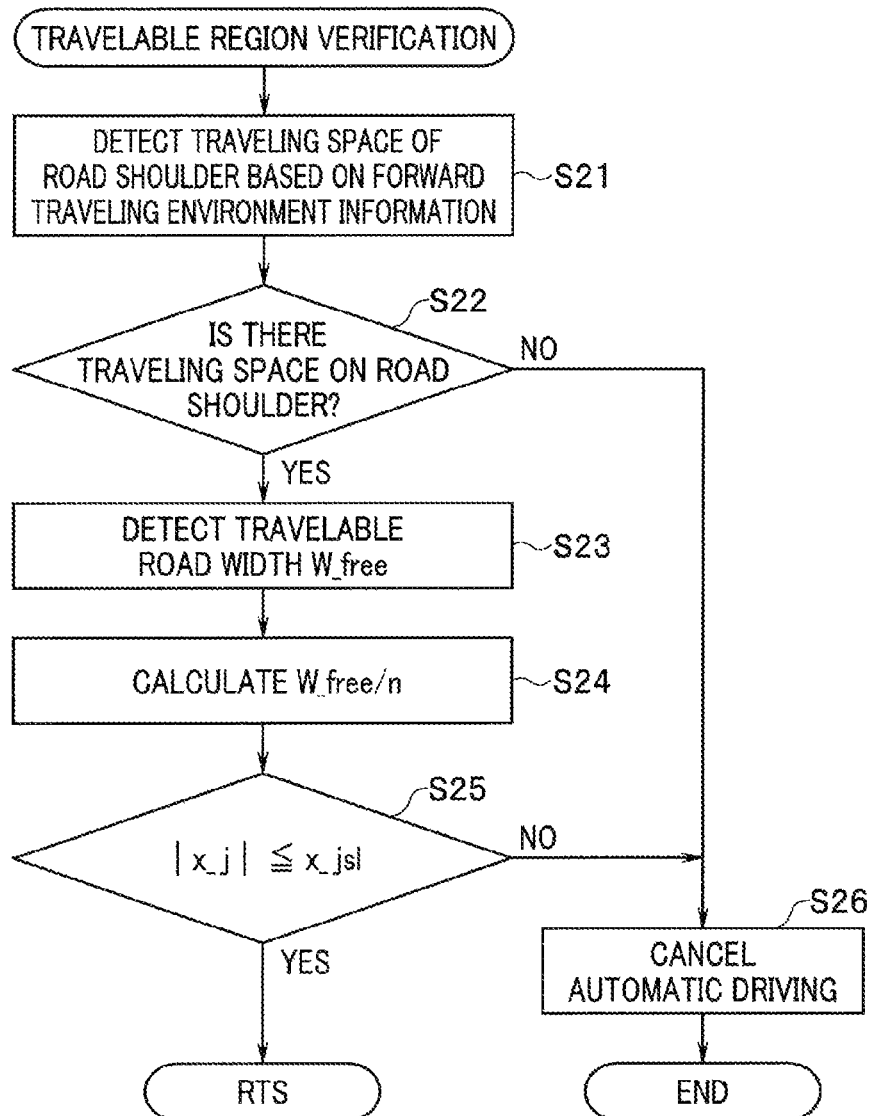 TRAVELABLE REGION VERIFICATION
DETECT TRAVELING SPACE OF
ROAD SHOULDER BASED ON FORWARD
TRAVELING ENVIRONMENT INFORMATION
S21
S22
IS THERE
TRAVELING SPACE ON ROAD
SHOULDER?
NO
YES
DETECT TRAVELABLE
ROAD WIDTH W_free
S23
CALCULATE W_free/n
S24
S25
| x_j | ≦ x_jsl
NO
YES
S26
CANCEL
AUTOMATIC DRIVING
RTS
END